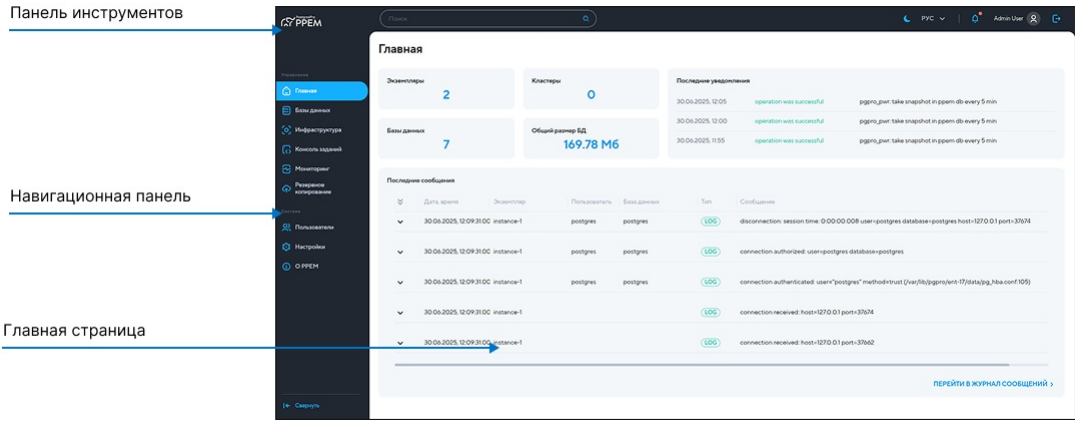 Панель инструментов
Навигационная панель
Главная страница
PPEM
Поиск
РУС
Admin User
Управление
Главная
Базы данных
Инфраструктура
Консоль заданий
Мониторинг
Резервное
копирование
Система
Пользователи
Настройки
О PPEM
Свернуть
Главная
Экземпляры
2
Кластеры
0
Базы данных
7
Общий размер БД
169.78 Мб
Последние уведомления
30.06.2025, 12:05 operation was successful pgpro_pwr: take snapshot in ppem db every 5 min
30.06.2025, 12:00 operation was successful pgpro_pwr: take snapshot in ppem db every 5 min
30.06.2025, 11:55 operation was successful pgpro_pwr: take snapshot in ppem db every 5 min
Последние сообщения
Дата, время Экземпляр Пользователь База данных Тип Сообщение
30.06.2025, 12:09:31.00 instance-1 postgres postgres LOG disconnection: session time: 0:00:00.008 user=postgres database=postgres host=127.0.0.1 port=37674
30.06.2025, 12:09:31.00 instance-1 postgres postgres LOG connection authorized: user=postgres database=postgres
30.06.2025, 12:09:31.00 instance-1 postgres postgres LOG connection authenticated: user="postgres" method=trust (/var/lib/pgpro/ent-17/data/pg_hba.conf:105)
30.06.2025, 12:09:31.00 instance-1 LOG connection received: host=127.0.0.1 port=37674
30.06.2025, 12:09:31.00 instance-1 LOG connection received: host=127.0.0.1 port=37662
ПЕРЕЙТИ В ЖУРНАЛ СООБЩЕНИЙ